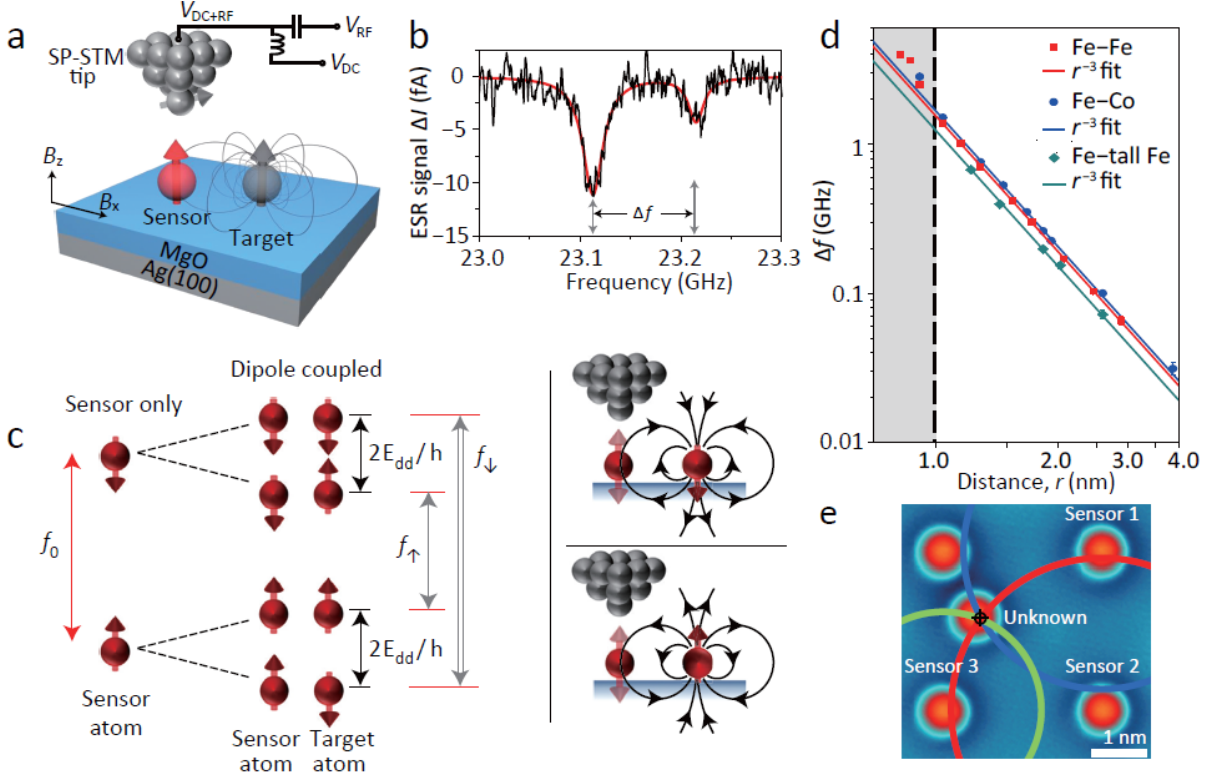 a
V_DC+RF
V_RF
V_DC
SP-STM
tip
B_z
B_x
Sensor
Target
MgO
Ag(100)
b
ESR signal ΔI (fA)
0
−5
−10
−15
Δf
23.0
23.1
23.2
23.3
Frequency (GHz)
c
Sensor only
Dipole coupled
f_0
2E_dd/h
f_↓
f_↑
2E_dd/h
Sensor
atom
Sensor
atom
Target
atom
d
Fe–Fe
r⁻³ fit
Fe–Co
r⁻³ fit
Fe–tall Fe
r⁻³ fit
Δf (GHz)
1
0.1
0.01
1.0
2.0
3.0
4.0
Distance, r (nm)
e
Sensor 1
Unknown
Sensor 3
Sensor 2
1 nm